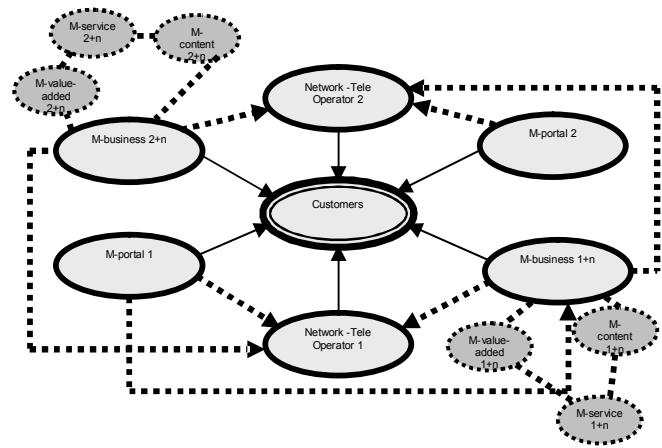 M-service
2+n
M-
content
2+n
M-value-
added
2+n
Network -Tele
Operator 2
M-business 2+n
M-portal 2
Customers
M-portal 1
M-business 1+n
Network -Tele
Operator 1
M-
content
1+n
M-value-
added
1+n
M-service
1+n